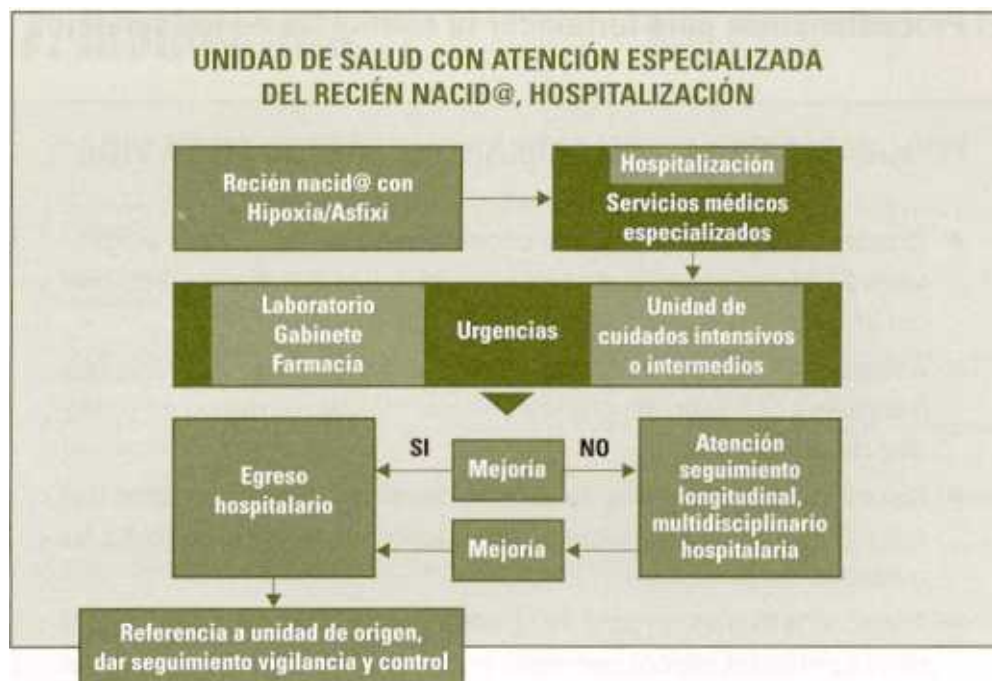 UNIDAD DE SALUD CON ATENCIÓN ESPECIALIZADA
DEL RECIÉN NACID@, HOSPITALIZACIÓN
Recién nacid@ con
Hipoxia/Asfixi
Hospitalización
Servicios médicos
especializados
Laboratorio
Gabinete
Farmacia
Urgencias
Unidad de
cuidados intensivos
o intermedios
SI
Mejoría
NO
Egreso
hospitalario
Atención
seguimiento
longitudinal,
multidisciplinario
hospitalaria
Mejoría
Referencia a unidad de origen,
dar seguimiento vigilancia y control